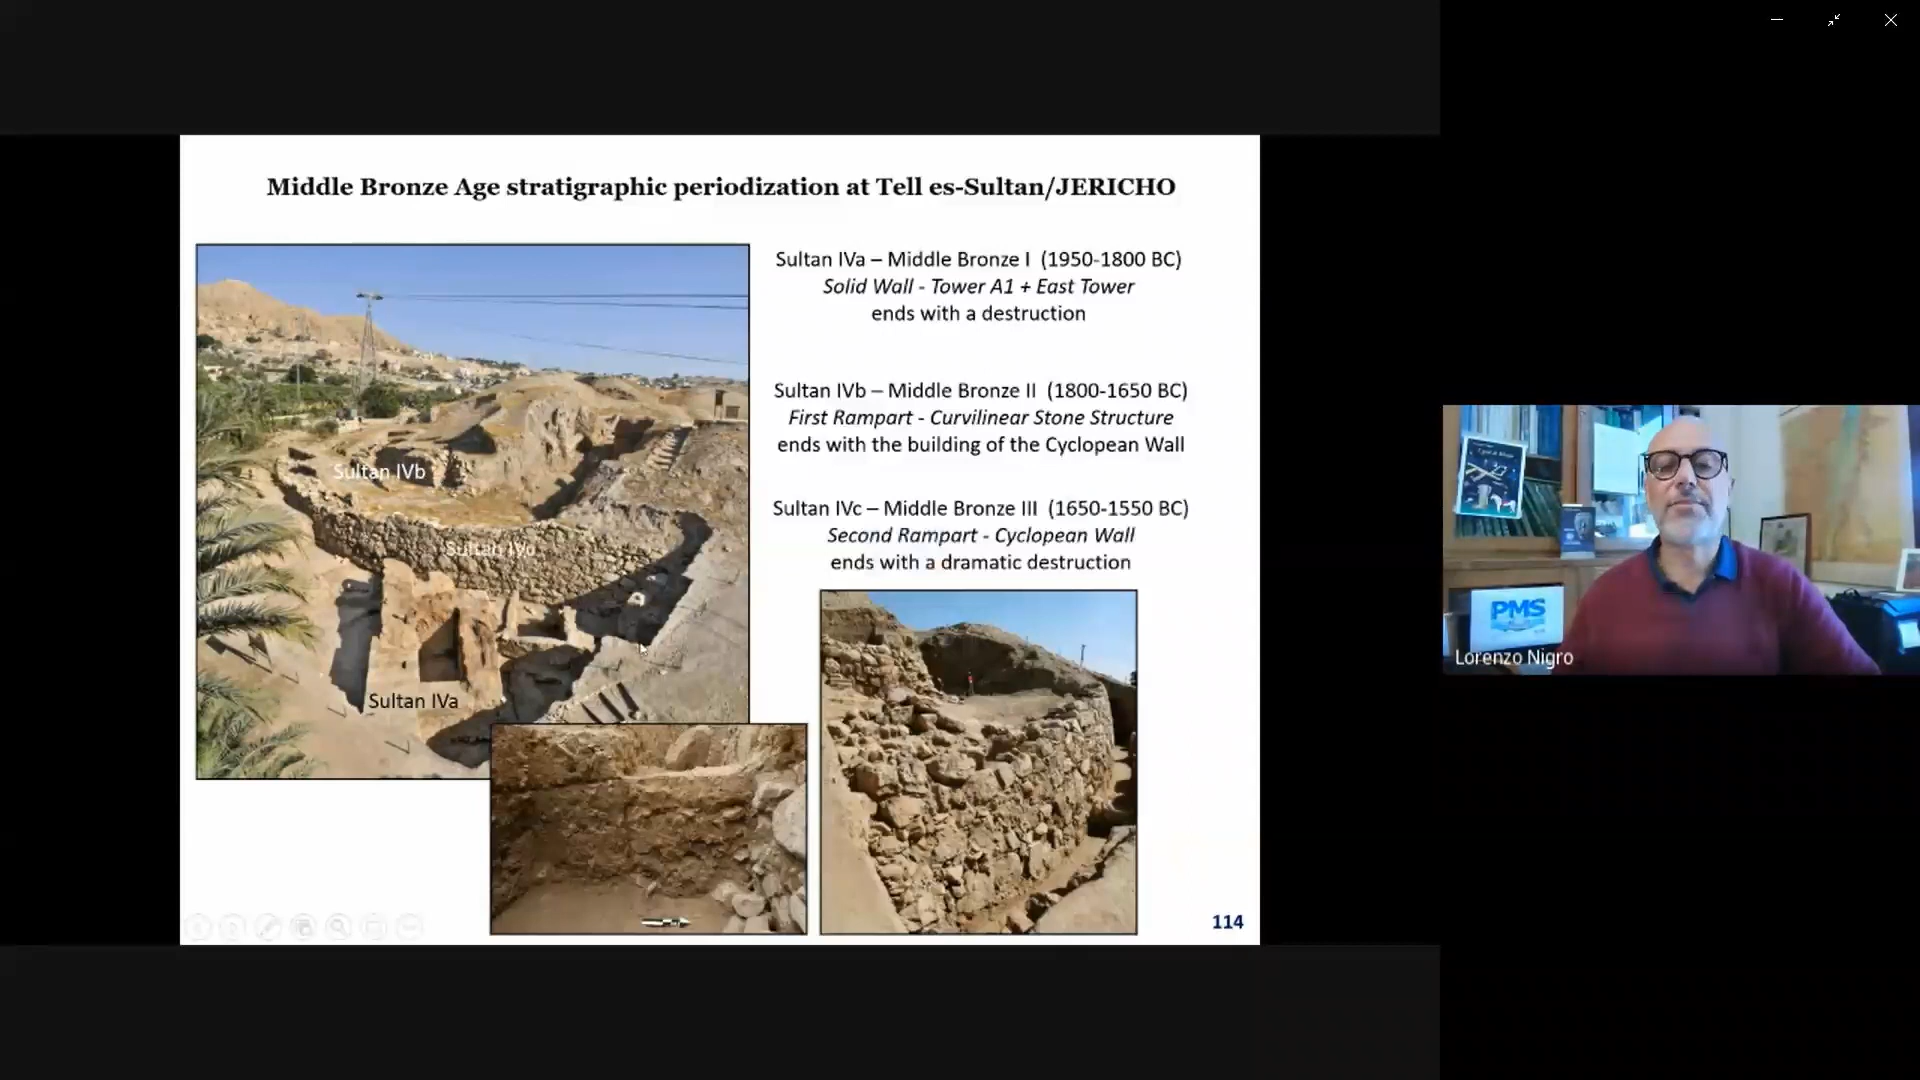 Middle Bronze Age stratigraphic periodization at Tell es-Sultan/JERICHO
Sultan IVa – Middle Bronze I (1950-1800 BC)
Solid Wall - Tower A1 + East Tower
ends with a destruction
Sultan IVb – Middle Bronze II (1800-1650 BC)
First Rampart - Curvilinear Stone Structure
ends with the building of the Cyclopean Wall
Sultan IVc – Middle Bronze III (1650-1550 BC)
Second Rampart - Cyclopean Wall
ends with a dramatic destruction
Sultan IVb
Sultan IVc
Sultan IVa
114
PMS
Lorenzo Nigro